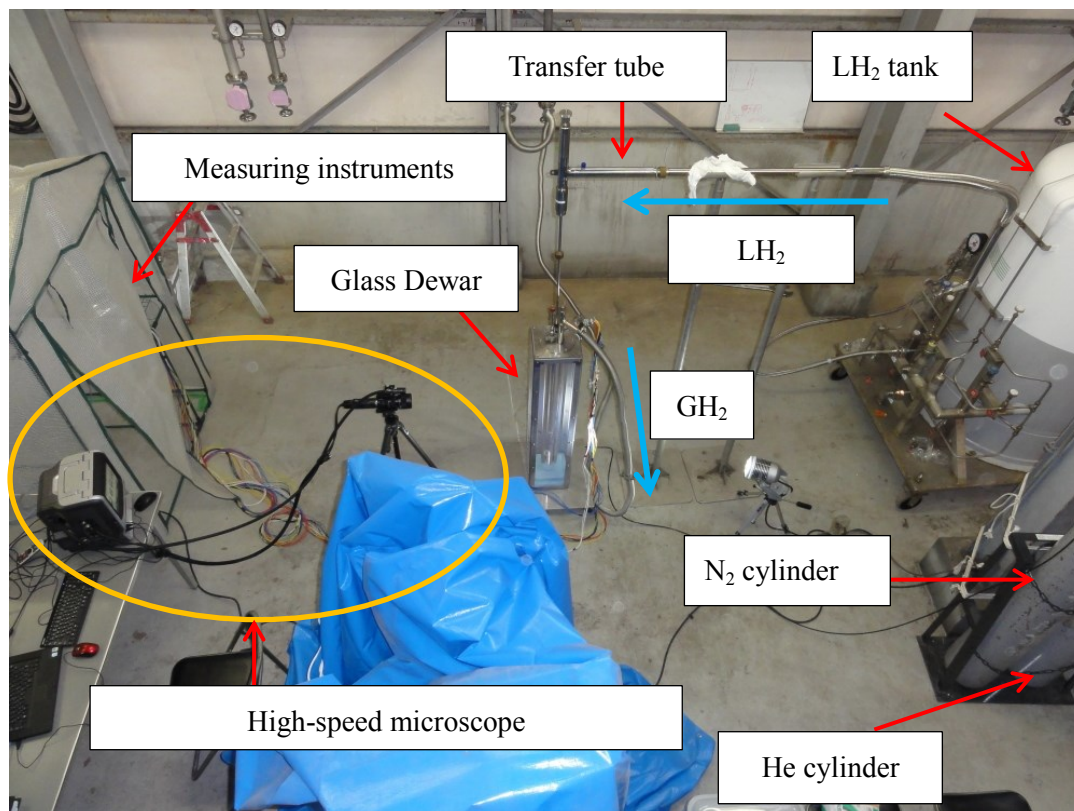 Transfer tube
LH₂ tank
Measuring instruments
LH₂
Glass Dewar
GH₂
N₂ cylinder
High-speed microscope
He cylinder